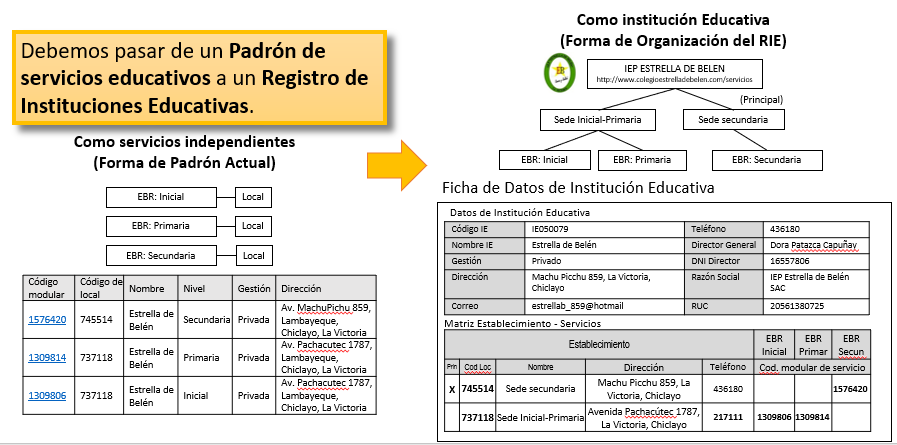 Debemos pasar de un Padrón de
servicios educativos a un Registro de
Instituciones Educativas.
Como servicios independientes
(Forma de Padrón Actual)
EBR: Inicial Local
EBR: Primaria Local
EBR: Secundaria Local
Código modular Código de local Nombre Nivel Gestión Dirección
1576420 745514 Estrella de Belén Secundaria Privada Av. MachuPichu 859, Lambayeque, Chiclayo, La Victoria
1309814 737118 Estrella de Belén Primaria Privada Av. Pachacutec 1787, Lambayeque, Chiclayo, La Victoria
1309806 737118 Estrella de Belén Inicial Privada Av. Pachacutec 1787, Lambayeque, Chiclayo, La Victoria
Como institución Educativa
(Forma de Organización del RIE)
IEP ESTRELLA DE BELEN
http://www.colegioestrelladebelen.com/servicios
(Principal)
Sede Inicial-Primaria Sede secundaria
EBR: Inicial EBR: Primaria EBR: Secundaria
Ficha de Datos de Institución Educativa
Datos de Institución Educativa
Código IE IE050079 Teléfono 436180
Nombre IE Estrella de Belén Director General Dora Patazca Capuñay
Gestión Privado DNI Director 16557806
Dirección Machu Picchu 859, La Victoria, Chiclayo Razón Social IEP Estrella de Belén SAC
Correo estrellab_859@hotmail RUC 20561380725
Matriz Establecimiento - Servicios
Establecimiento EBR Inicial EBR Primar EBR Secun
Prin Cod Loc Nombre Dirección Teléfono Cod. modular de servicio
X 745514 Sede secundaria Machu Picchu 859, La Victoria, Chiclayo 436180 1576420
737118 Sede Inicial-Primaria Avenida Pachacútec 1787, La Victoria, Chiclayo 217111 1309806 1309814